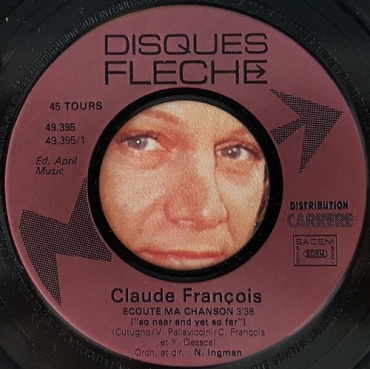 DISQUES
FLECHE
45 TOURS
49.395
49.395/1
Ed. April
Music
DISTRIBUTION
CARRERE
SACEM
Claude François
ECOUTE MA CHANSON 3'38
("so near and yet so far")
(Cutugno/V. Pallavicini/C. François
et Y. Dessca)
Orch. et dir. : N. Ingman